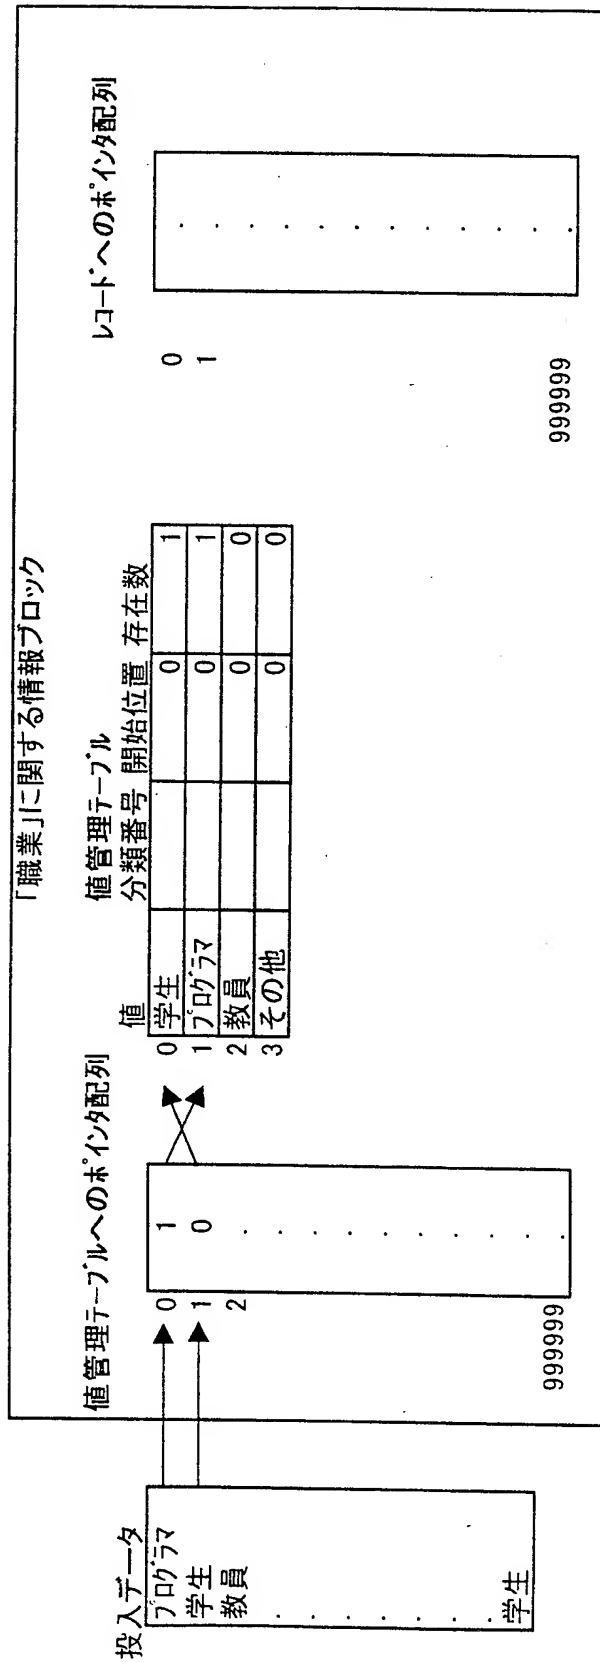 「職業」に関する情報ブロック
投入データ
プログラマ
学生
教員
学生
値管理テーブルへのポインタ配列
0 1
1 0
2
999999
値管理テーブル
値 分類番号 開始位置 存在数
0 学生 0 1
1 プログラマ 0 1
2 教員 0 0
3 その他 0 0
レコードへのポインタ配列
0
1
999999